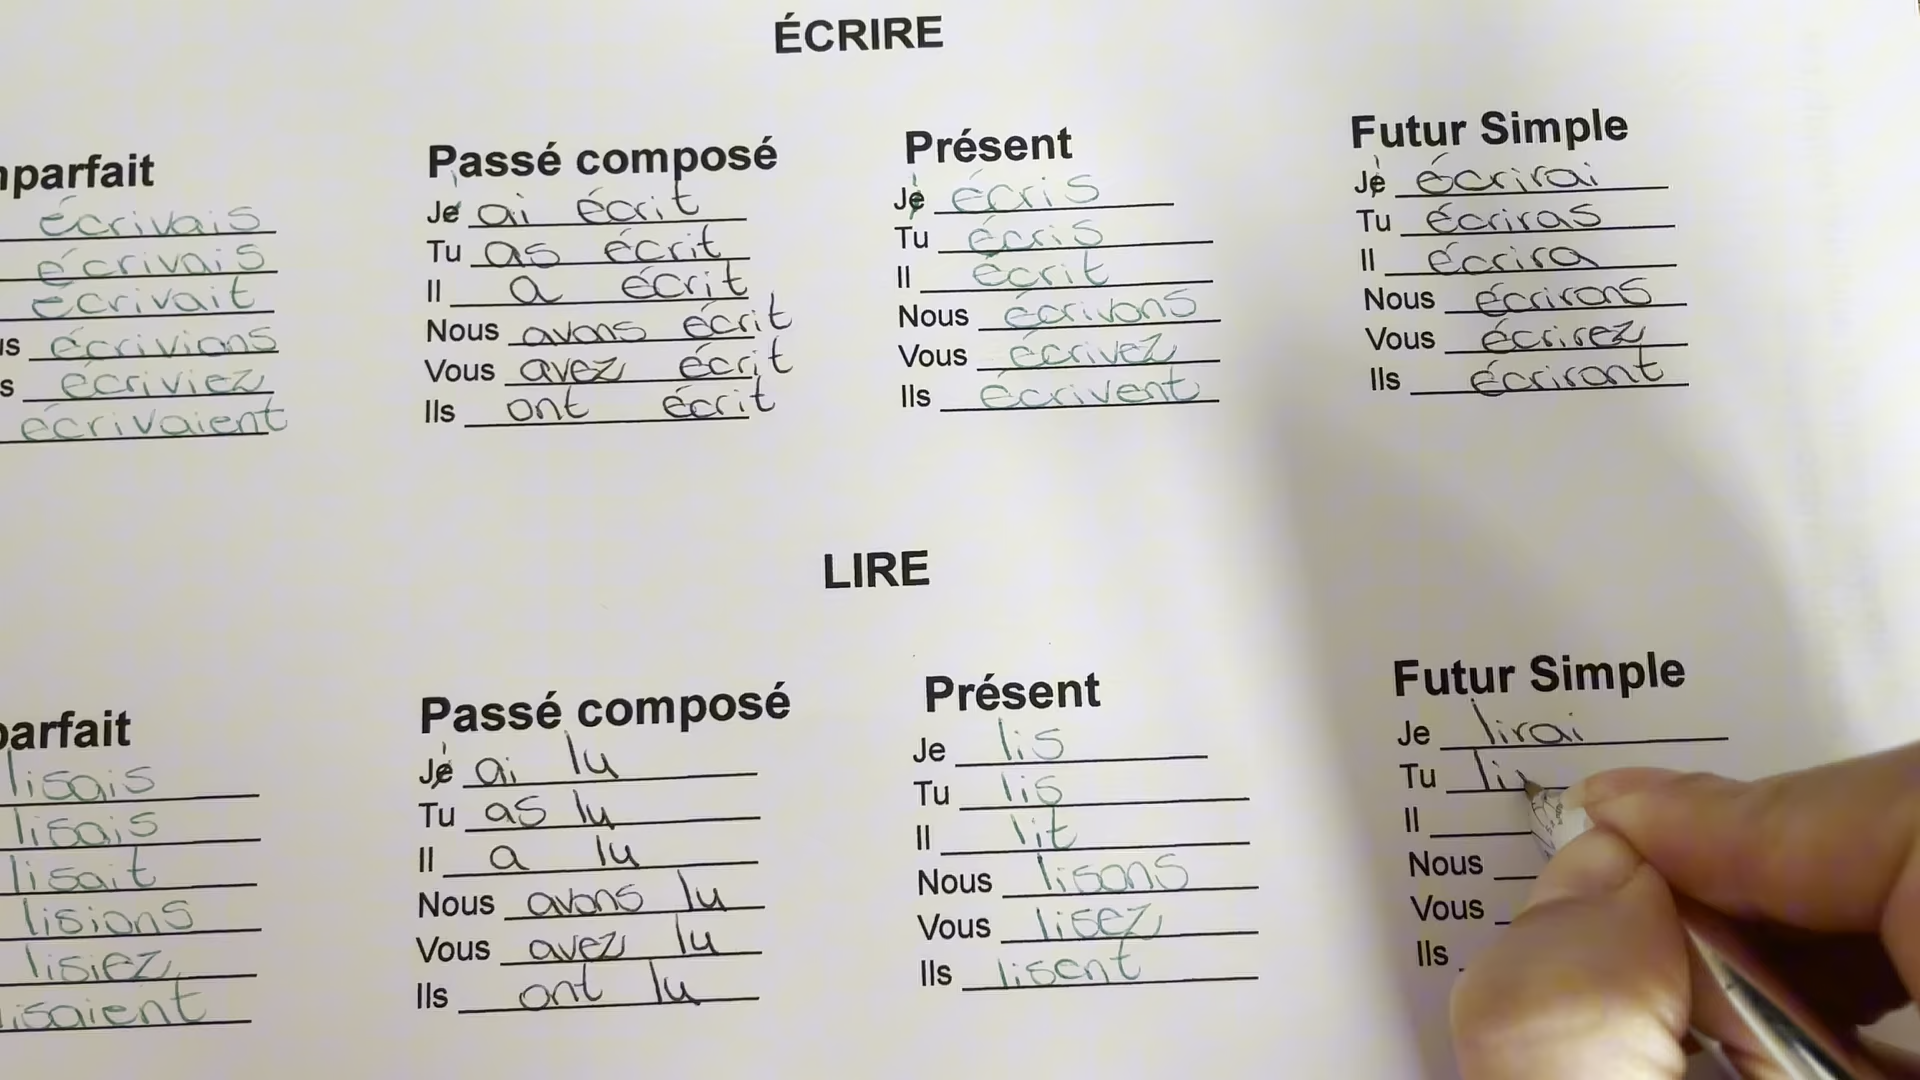 ÉCRIRE
nparfait
écrivais
écrivais
écrivait
us écrivions
s écriviez
écrivaient
Passé composé
J'e ai écrit
Tu as écrit
Il a écrit
Nous avons écrit
Vous avez écrit
Ils ont écrit
Présent
J'e écris
Tu écris
Il écrit
Nous écrivons
Vous écrivez
Ils écrivent
Futur Simple
J'e écrirai
Tu écriras
Il écrira
Nous écrirons
Vous écrirez
Ils écriront
LIRE
parfait
lisais
lisais
lisait
lisions
lisiez
lisaient
Passé composé
J'e ai lu
Tu as lu
Il a lu
Nous avons lu
Vous avez lu
Ils ont lu
Présent
Je lis
Tu lis
Il lit
Nous lisons
Vous lisez
Ils lisent
Futur Simple
Je lirai
Tu lir
Il
Nous
Vous
Ils